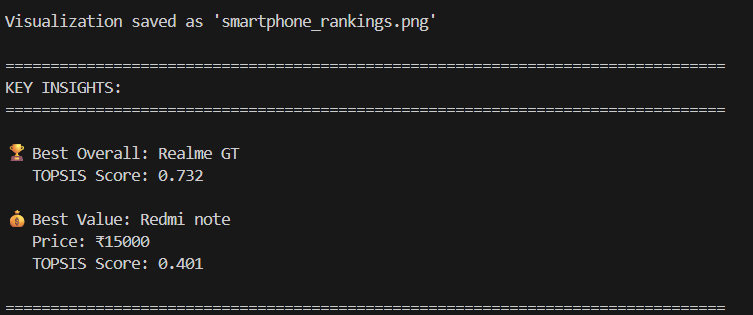 Visualization saved as 'smartphone_rankings.png'
================================================================================
KEY INSIGHTS:
================================================================================
🏆 Best Overall: Realme GT
TOPSIS Score: 0.732
💰 Best Value: Redmi note
Price: ₹15000
TOPSIS Score: 0.401
================================================================================